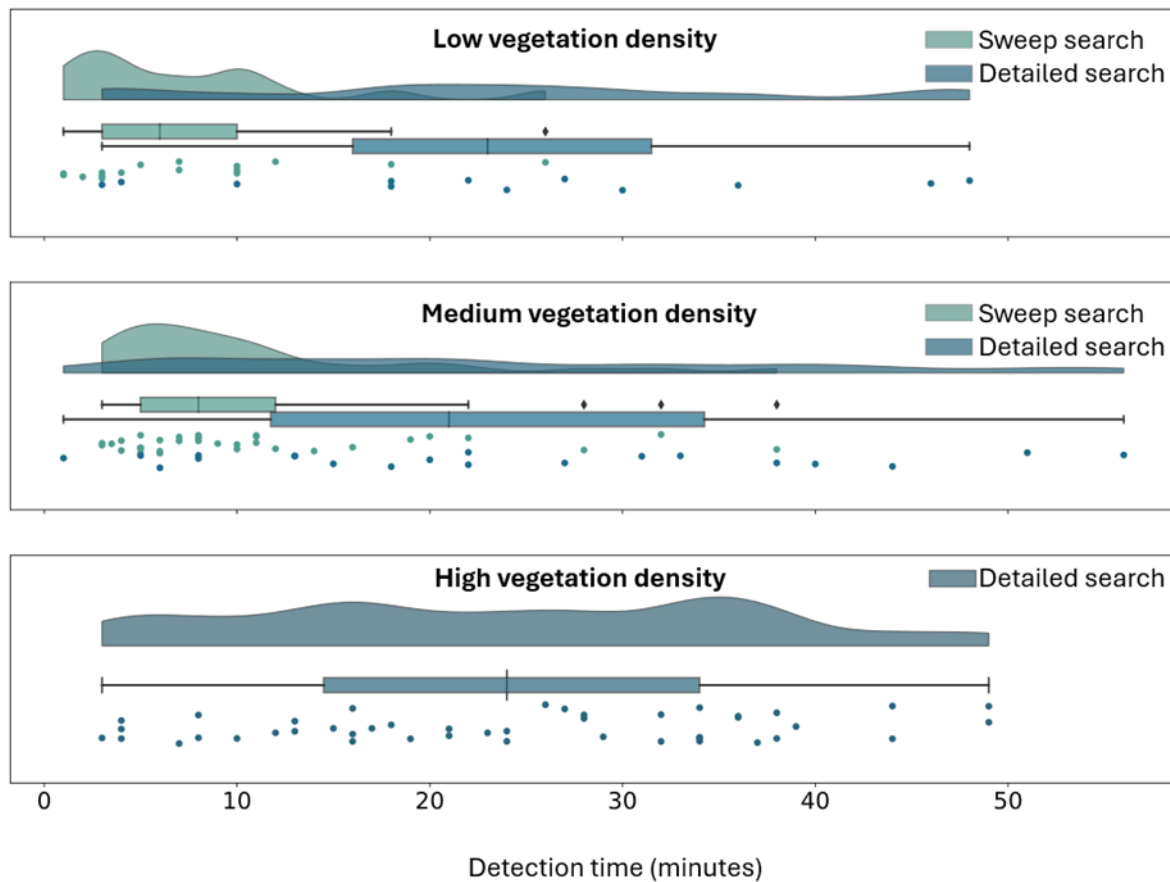 Low vegetation density
Sweep search
Detailed search
Medium vegetation density
Sweep search
Detailed search
High vegetation density
Detailed search
0 10 20 30 40 50
Detection time (minutes)